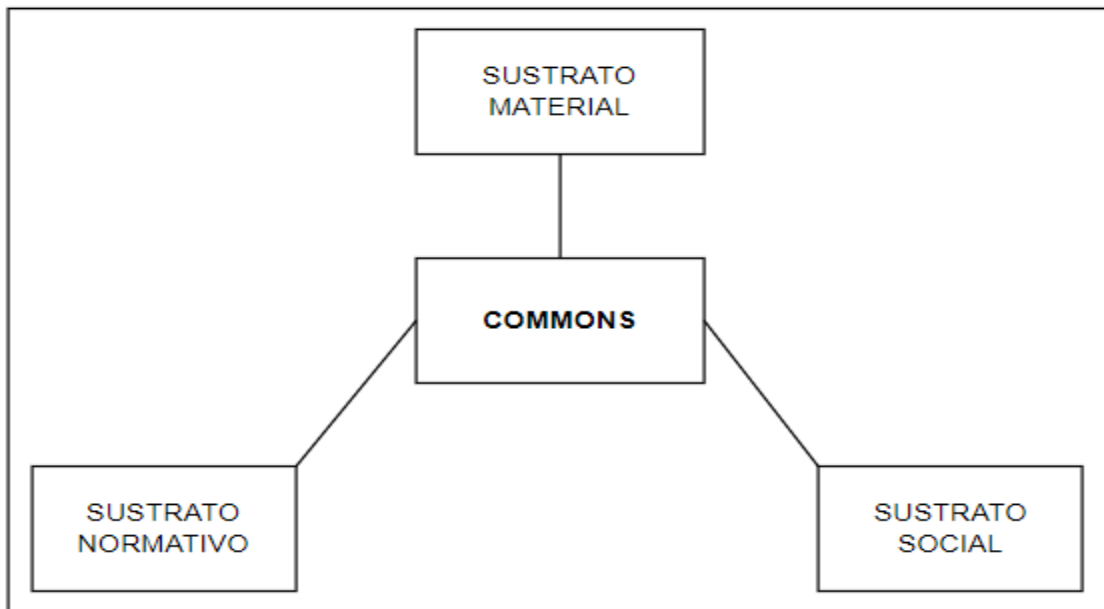 SUSTRATO
MATERIAL
COMMONS
SUSTRATO
NORMATIVO
SUSTRATO
SOCIAL